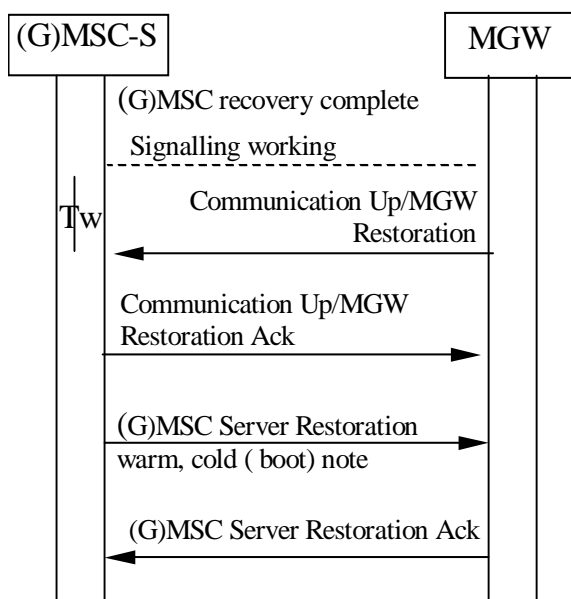 (G)MSC-S
MGW
(G)MSC recovery complete
Signalling working
Tw
Communication Up/MGW
Restoration
Communication Up/MGW
Restoration Ack
(G)MSC Server Restoration
warm, cold ( boot) note
(G)MSC Server Restoration Ack